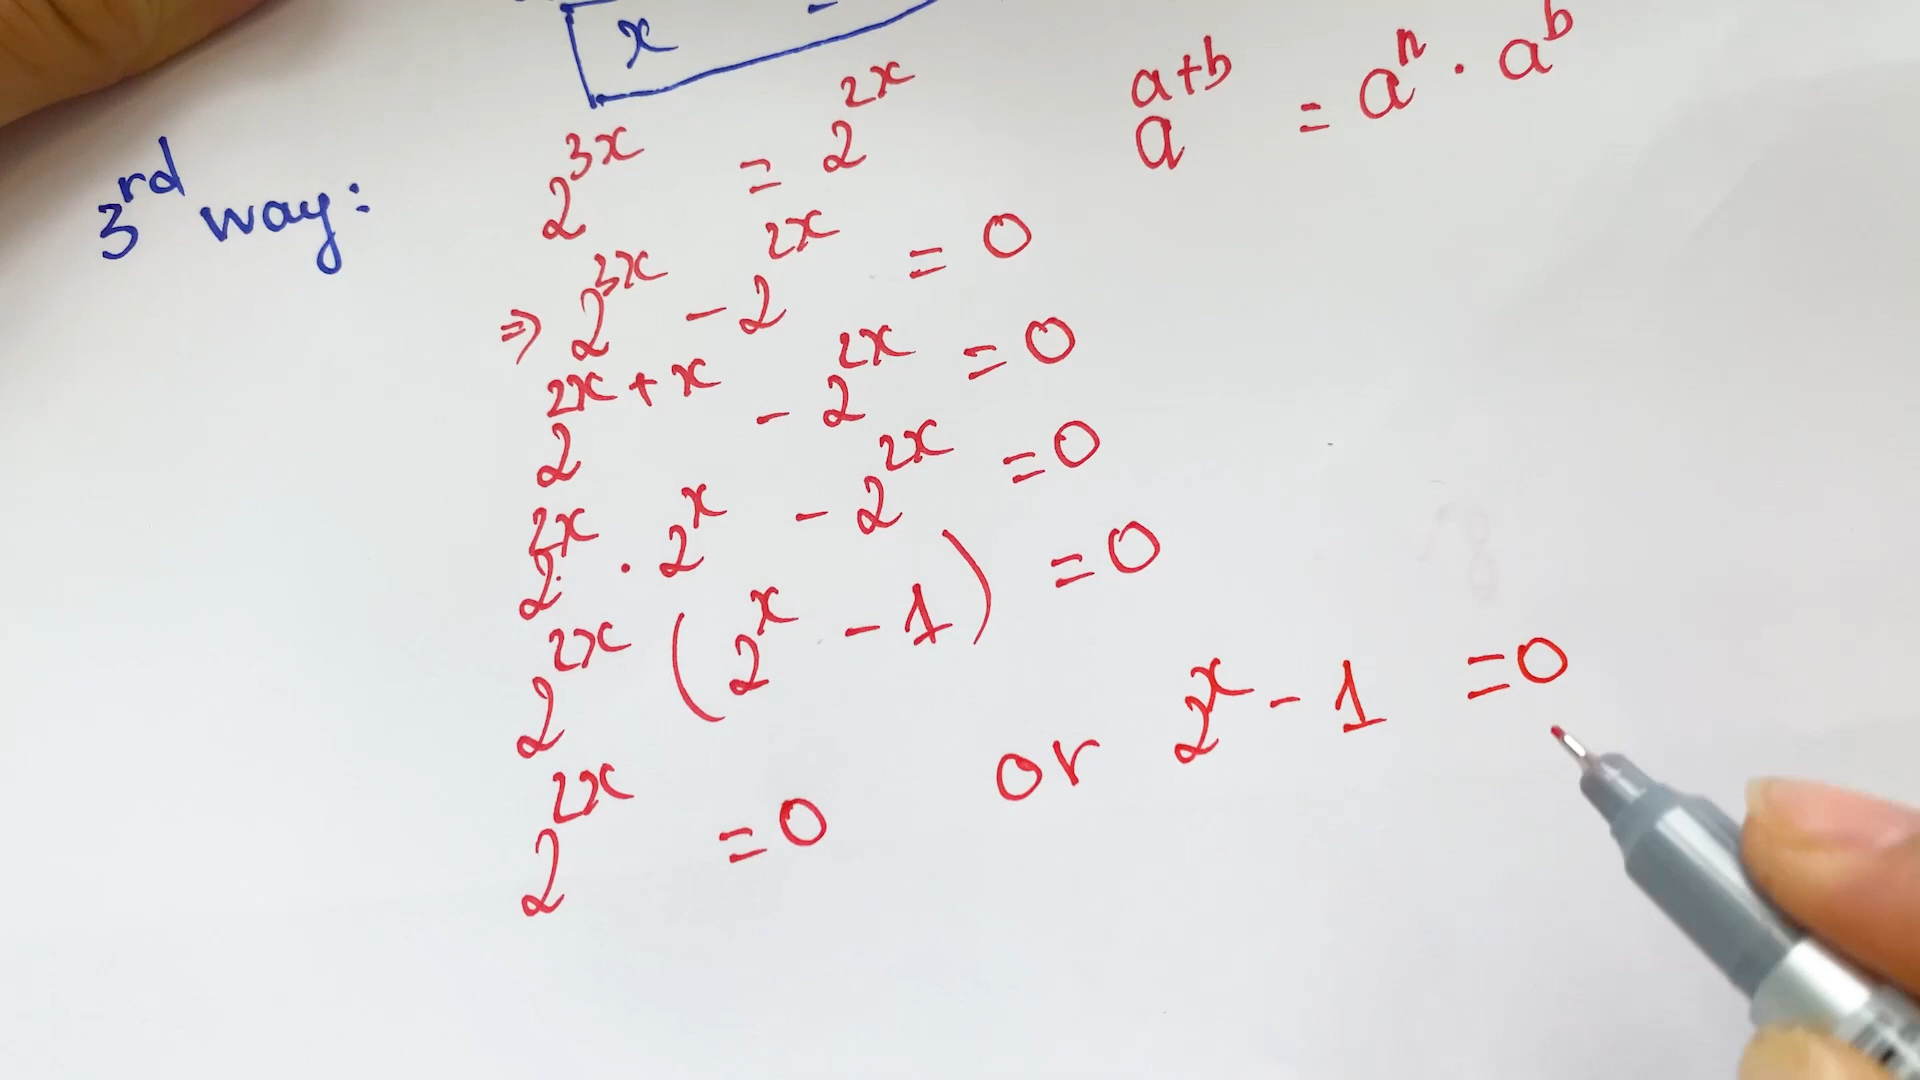 x -
3rd way:
2^3x = 2^2x
a^a+b = a^n . a^b
=> 2^3x - 2^2x = 0
2^2x+x - 2^2x = 0
2^2x . 2^x - 2^2x = 0
2^2x (2^x - 1) = 0
2^2x = 0 or 2^x - 1 = 0